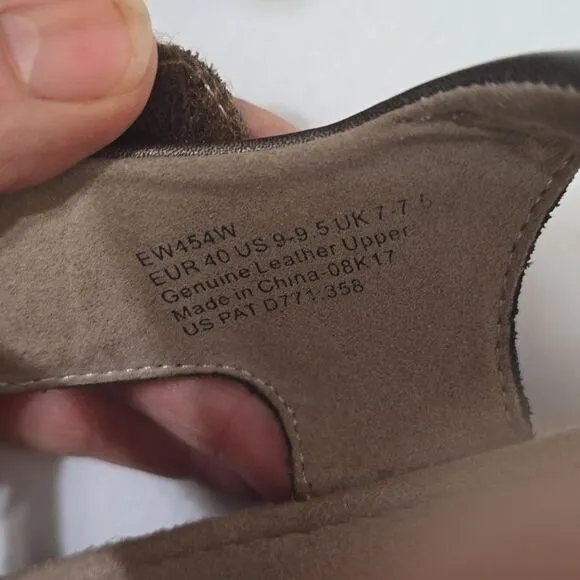 EW454W
EUR 40 US 9-9.5 UK 7-7.5
Genuine Leather Upper
Made in China-08K17
US PAT D771.358